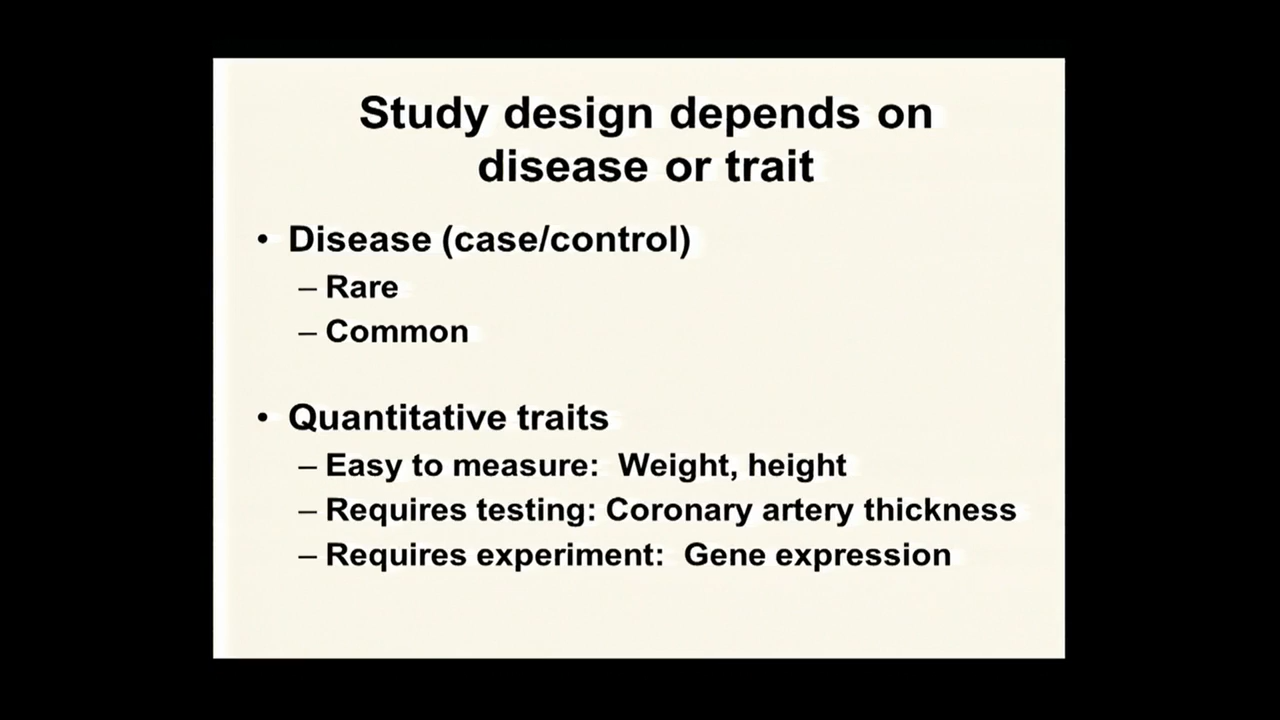 Study design depends on
disease or trait
• Disease (case/control)
– Rare
– Common
• Quantitative traits
– Easy to measure:  Weight, height
– Requires testing: Coronary artery thickness
– Requires experiment:  Gene expression